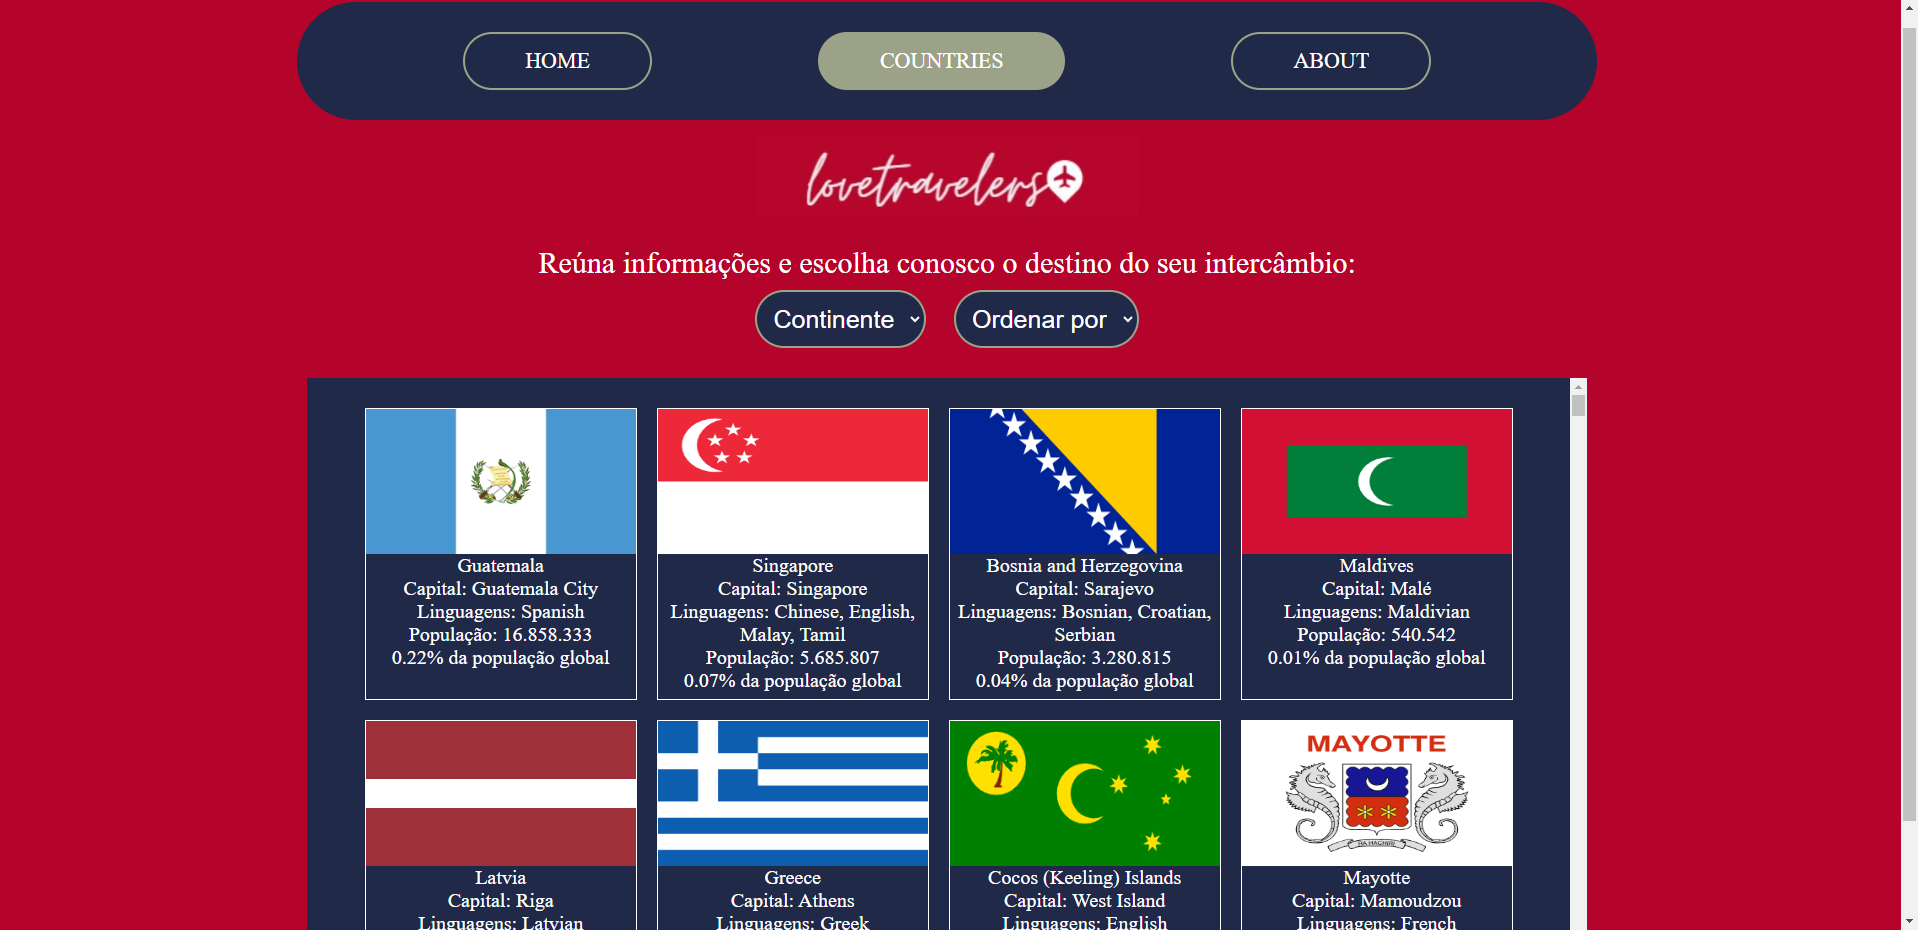 HOME COUNTRIES ABOUT
lovetravelers
Reúna informações e escolha conosco o destino do seu intercâmbio:
Continente Ordenar por
Guatemala
Capital: Guatemala City
Linguagens: Spanish
População: 16.858.333
0.22% da população global
Singapore
Capital: Singapore
Linguagens: Chinese, English,
Malay, Tamil
População: 5.685.807
0.07% da população global
Bosnia and Herzegovina
Capital: Sarajevo
Linguagens: Bosnian, Croatian,
Serbian
População: 3.280.815
0.04% da população global
Maldives
Capital: Malé
Linguagens: Maldivian
População: 540.542
0.01% da população global
Latvia
Capital: Riga
Linguagens: Latvian
Greece
Capital: Athens
Linguagens: Greek
Cocos (Keeling) Islands
Capital: West Island
Linguagens: English
MAYOTTE
RA HACHIRI
Mayotte
Capital: Mamoudzou
Linguagens: French